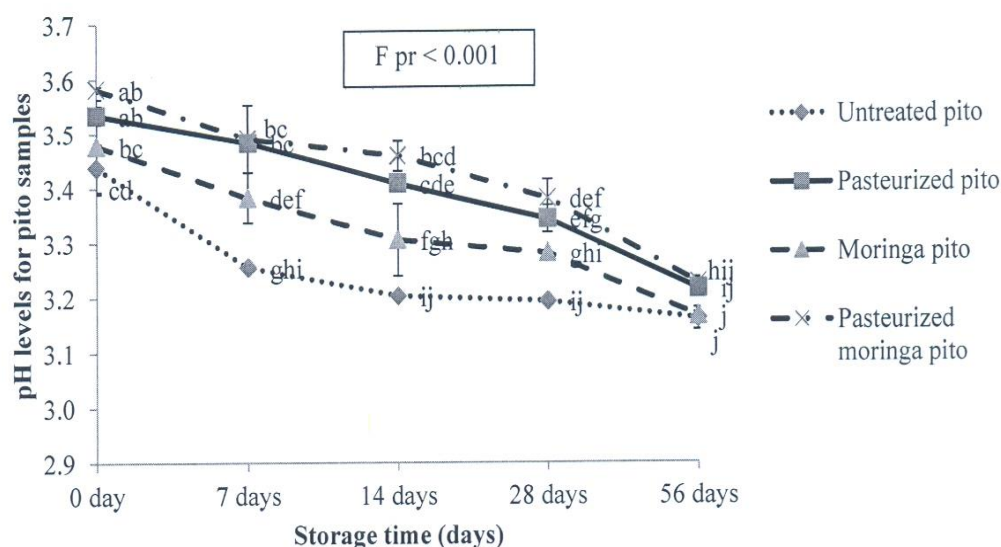 3.7
F pr < 0.001
3.6
3.5
3.4
3.3
3.2
3.1
3.0
2.9
pH levels for pito samples
ab
ab
bc
cd
bc
bc
def
ghi
bcd
cde
fgh
ij
def
efg
ghi
ij
hij
ij
j
j
0 day
7 days
14 days
28 days
56 days
Storage time (days)
Untreated pito
Pasteurized pito
Moringa pito
Pasteurized
moringa pito